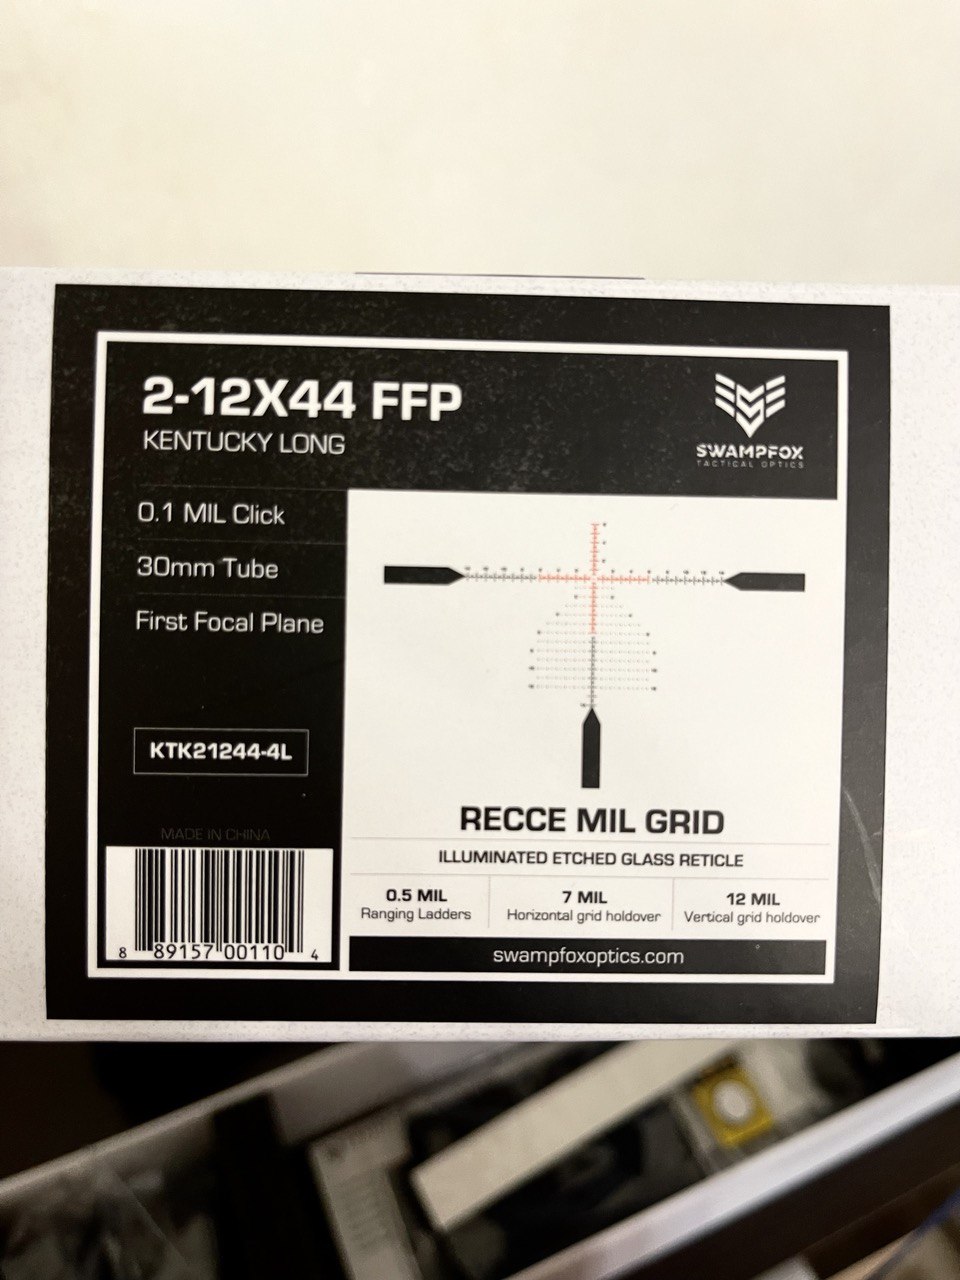 2-12X44 FFP
KENTUCKY LONG
SWAMPFOX
TACTICAL OPTICS
0.1 MIL Click
30mm Tube
First Focal Plane
KTK21244-4L
MADE IN CHINA
8 89157 00110 4
RECCE MIL GRID
ILLUMINATED ETCHED GLASS RETICLE
0.5 MIL
Ranging Ladders
7 MIL
Horizontal grid holdover
12 MIL
Vertical grid holdover
swampfoxoptics.com